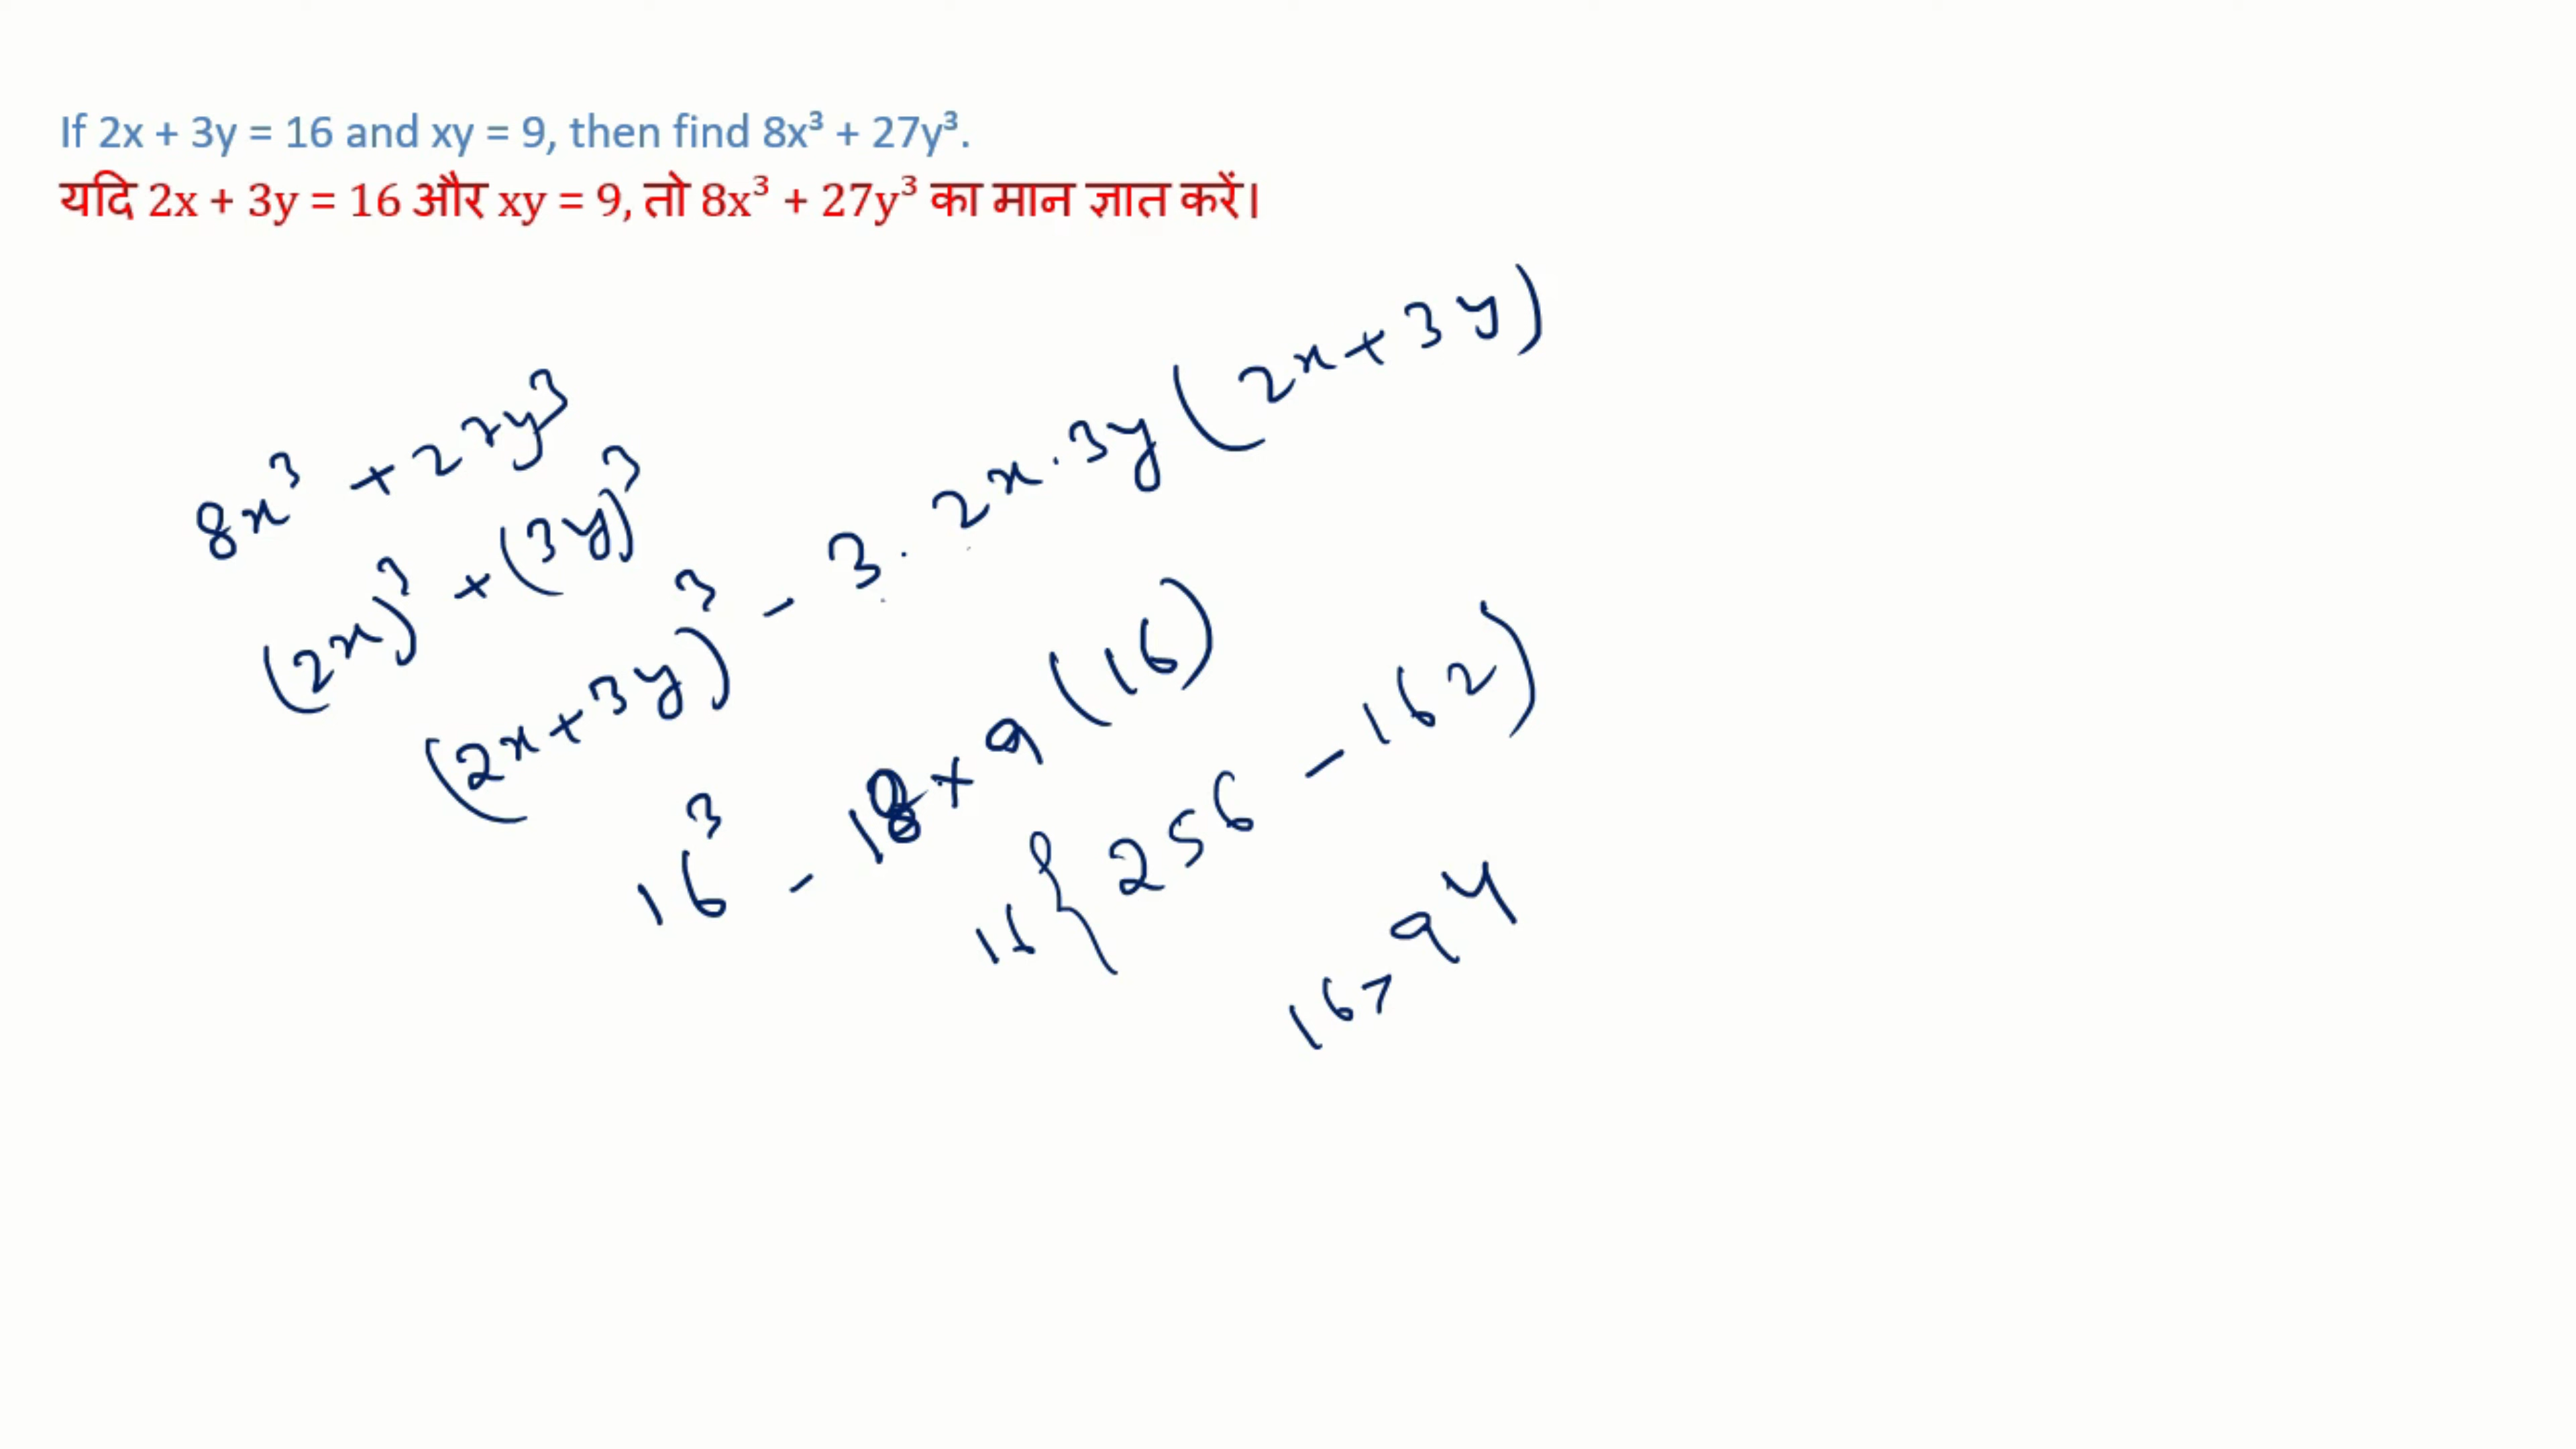 If 2x + 3y = 16 and xy = 9, then find 8x³ + 27y³.
यदि 2x + 3y = 16 और xy = 9, तो 8x³ + 27y³ का मान ज्ञात करें।
8x³ + 27y³
(2x)³ + (3y)³
(2x+3y)³ - 3 . 2x . 3y (2x+3y)
16³ - 18 × 9 (16)
16 { 256 - 162 )
16 × 94